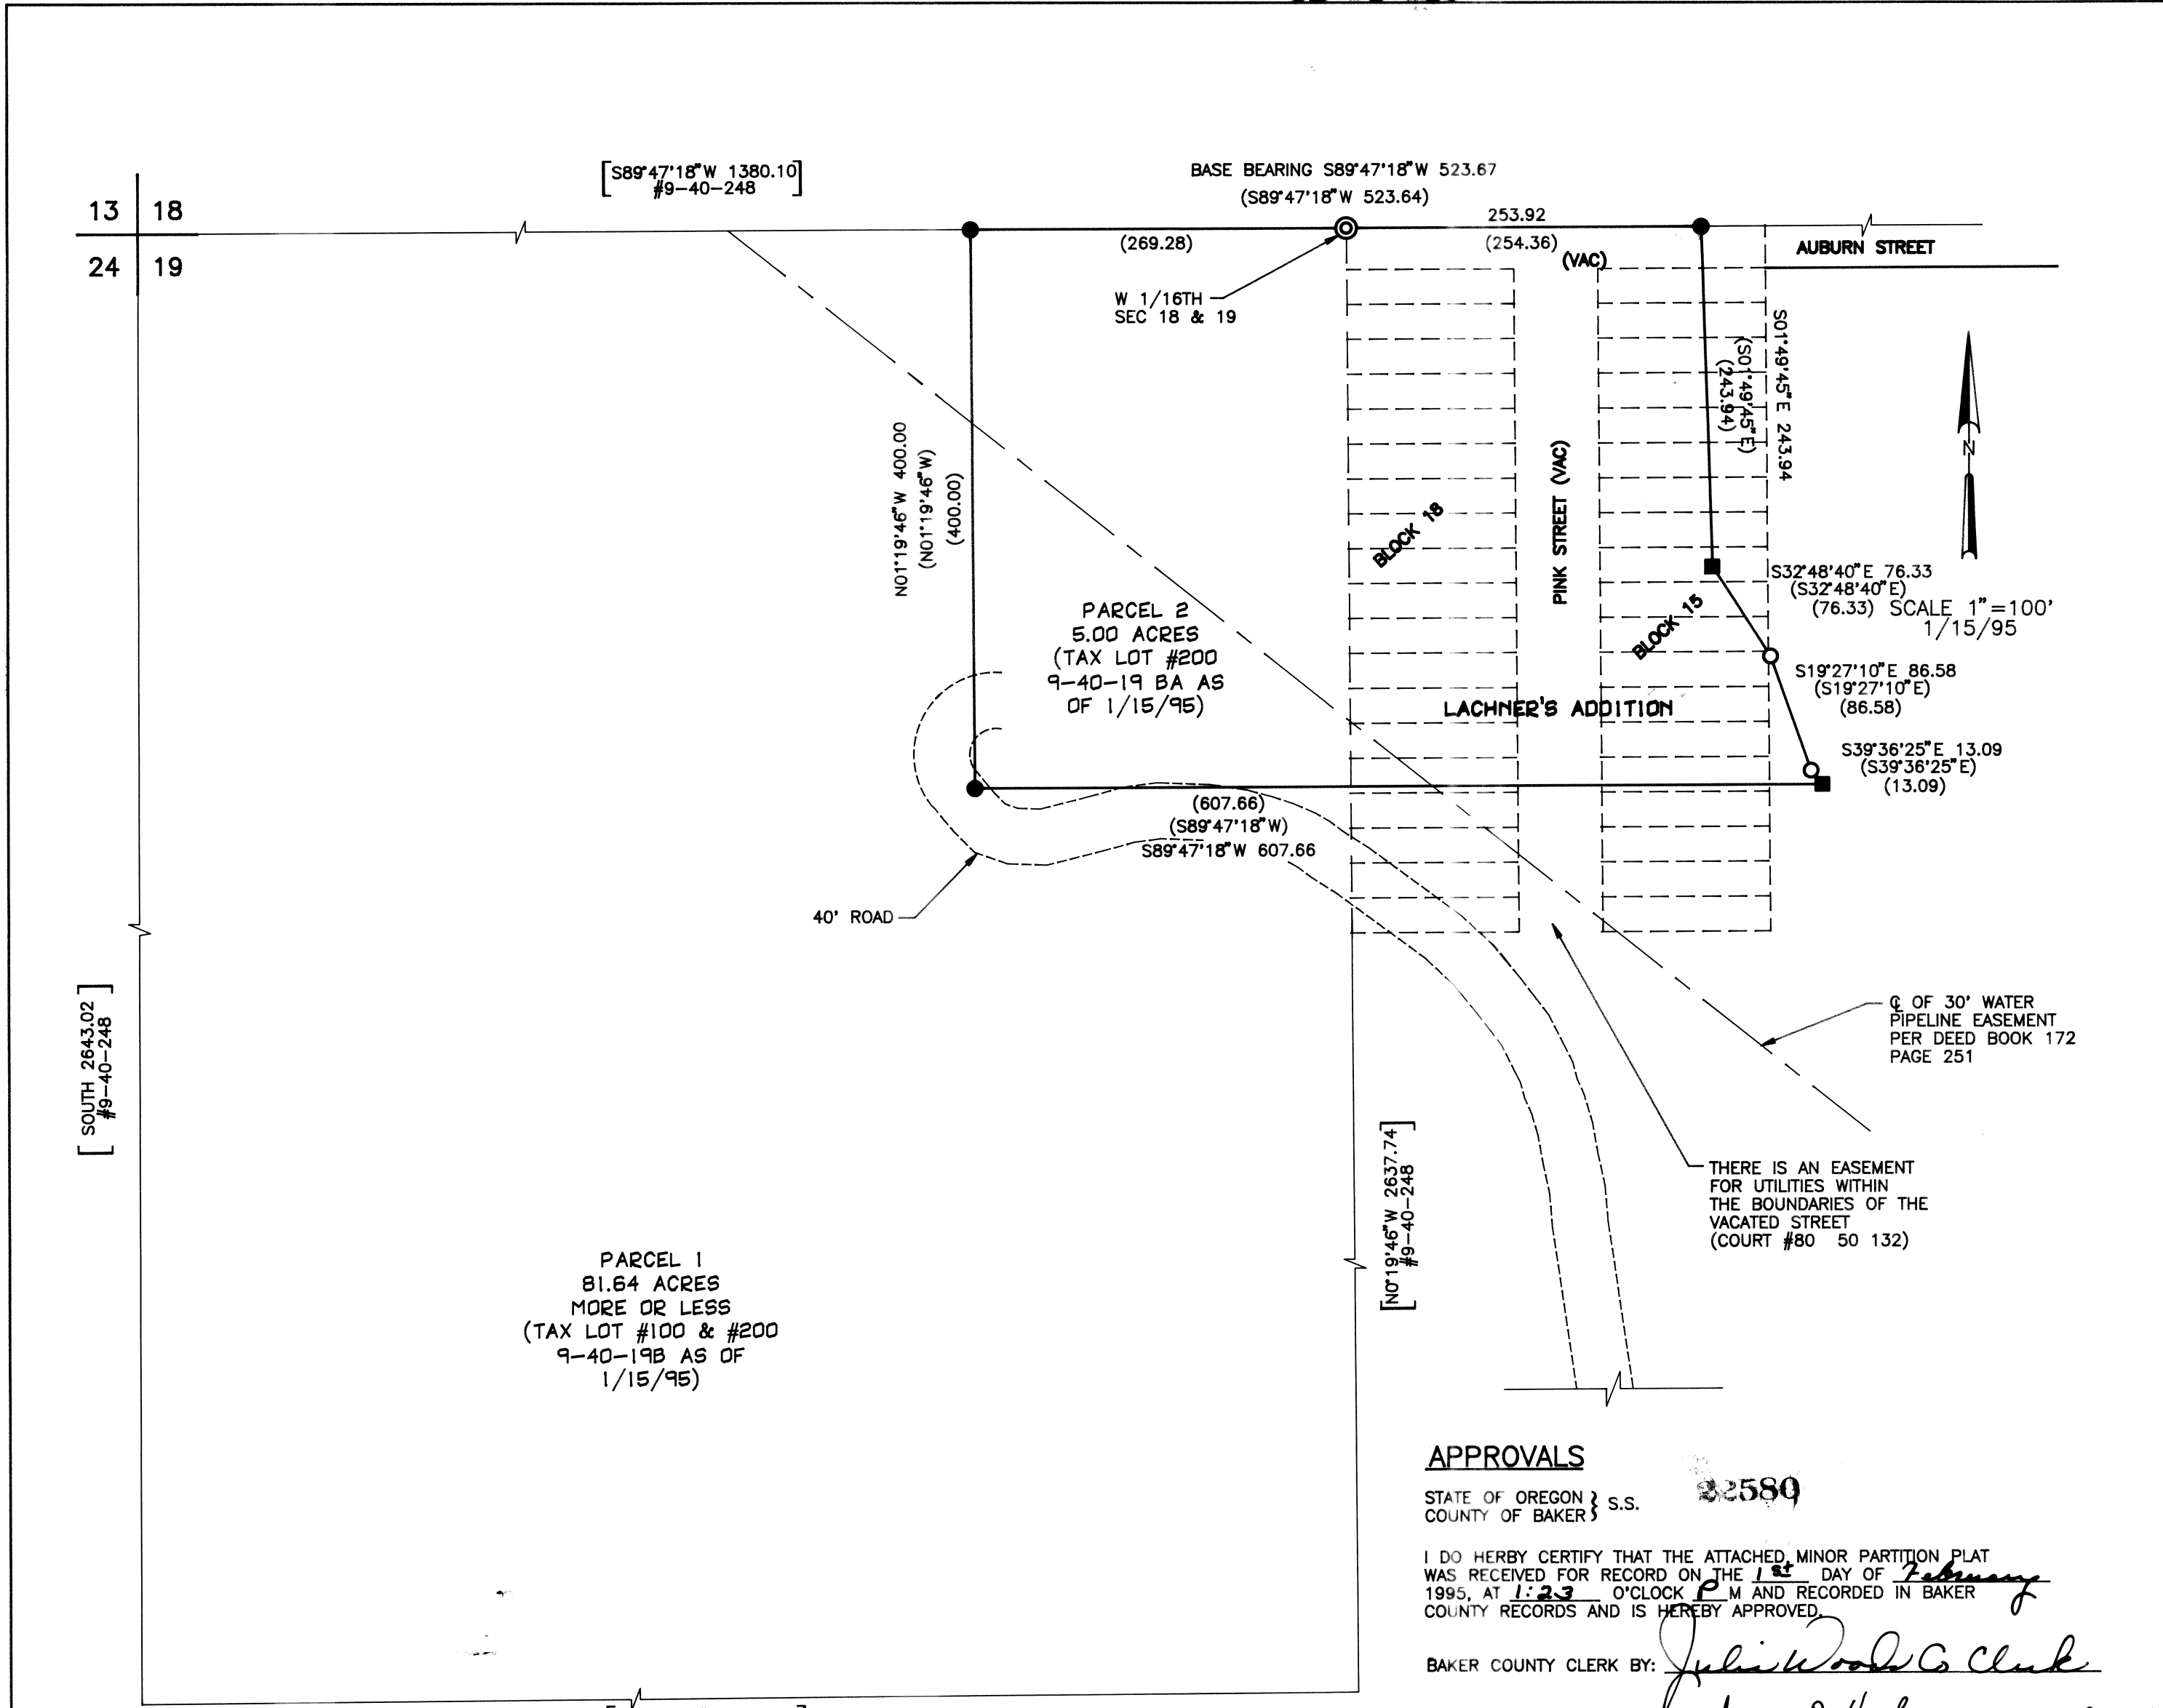 [S89°47'18"W 1380.10]
#9-40-248
BASE BEARING S89°47'18"W 523.67
(S89°47'18"W 523.64)
13 18
24 19
253.92
(269.28)
(254.36)
(VAC)
AUBURN STREET
W 1/16TH
SEC 18 & 19
S01°49'45"E 243.94
(S01°49'45"E)
(243.94)
N
N01°19'46"W 400.00
(N01°19'46"W)
(400.00)
BLOCK 18
PINK STREET (VAC)
BLOCK 15
S32°48'40"E 76.33
(S32°48'40"E)
(76.33)
SCALE 1"=100'
1/15/95
PARCEL 2
5.00 ACRES
(TAX LOT #200
9-40-19 BA AS
OF 1/15/95)
S19°27'10"E 86.58
(S19°27'10"E)
(86.58)
LACHNER'S ADDITION
S39°36'25"E 13.09
(S39°36'25"E)
(13.09)
(607.66)
(S89°47'18"W)
S89°47'18"W 607.66
40' ROAD
[SOUTH 2643.02]
#9-40-248
℄ OF 30' WATER
PIPELINE EASEMENT
PER DEED BOOK 172
PAGE 251
[N0°19'46"W 2637.74]
#9-40-248
THERE IS AN EASEMENT
FOR UTILITIES WITHIN
THE BOUNDARIES OF THE
VACATED STREET
(COURT #80 50 132)
PARCEL 1
81.64 ACRES
MORE OR LESS
(TAX LOT #100 & #200
9-40-19B AS OF
1/15/95)
APPROVALS
22580
STATE OF OREGON } S.S.
COUNTY OF BAKER
I DO HERBY CERTIFY THAT THE ATTACHED MINOR PARTITION PLAT
WAS RECEIVED FOR RECORD ON THE 1st DAY OF February
1995, AT 1:23 O'CLOCK P M AND RECORDED IN BAKER
COUNTY RECORDS AND IS HEREBY APPROVED.
BAKER COUNTY CLERK BY: Julia Woods Co Clerk